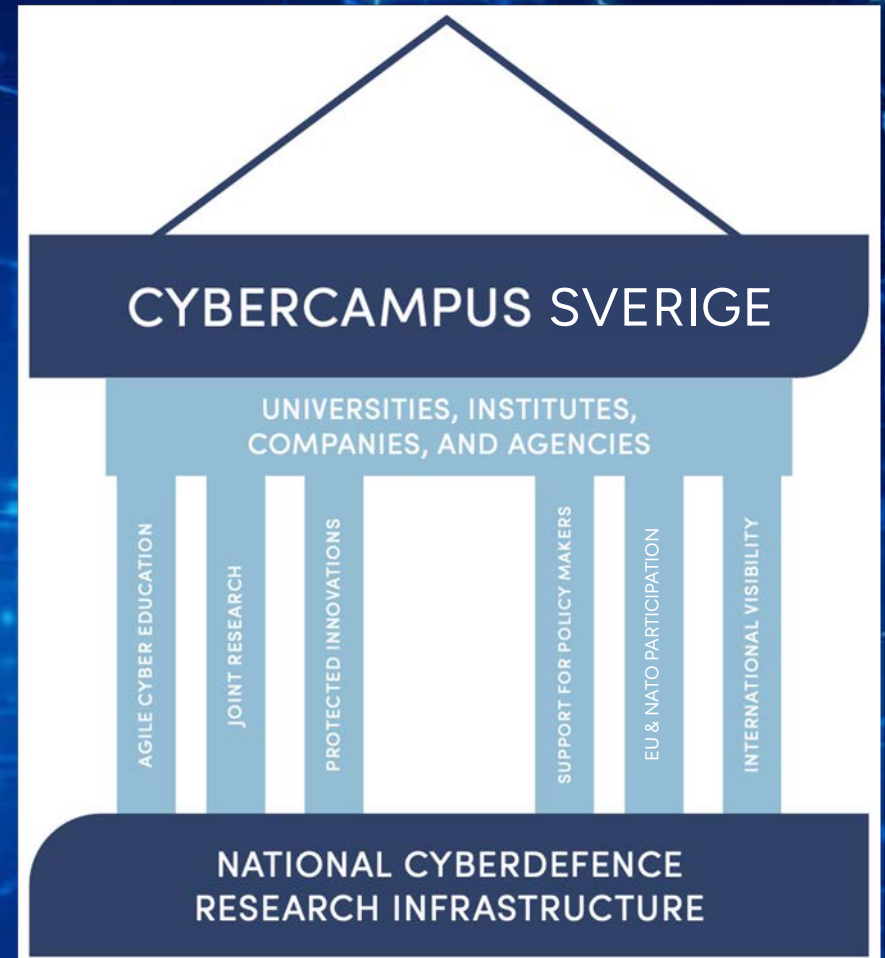 CYBERCAMPUS SVERIGE
UNIVERSITIES, INSTITUTES,
COMPANIES, AND AGENCIES
AGILE CYBER EDUCATION
JOINT RESEARCH
PROTECTED INNOVATIONS
SUPPORT FOR POLICY MAKERS
EU & NATO PARTICIPATION
INTERNATIONAL VISIBILITY
NATIONAL CYBERDEFENCE
RESEARCH INFRASTRUCTURE